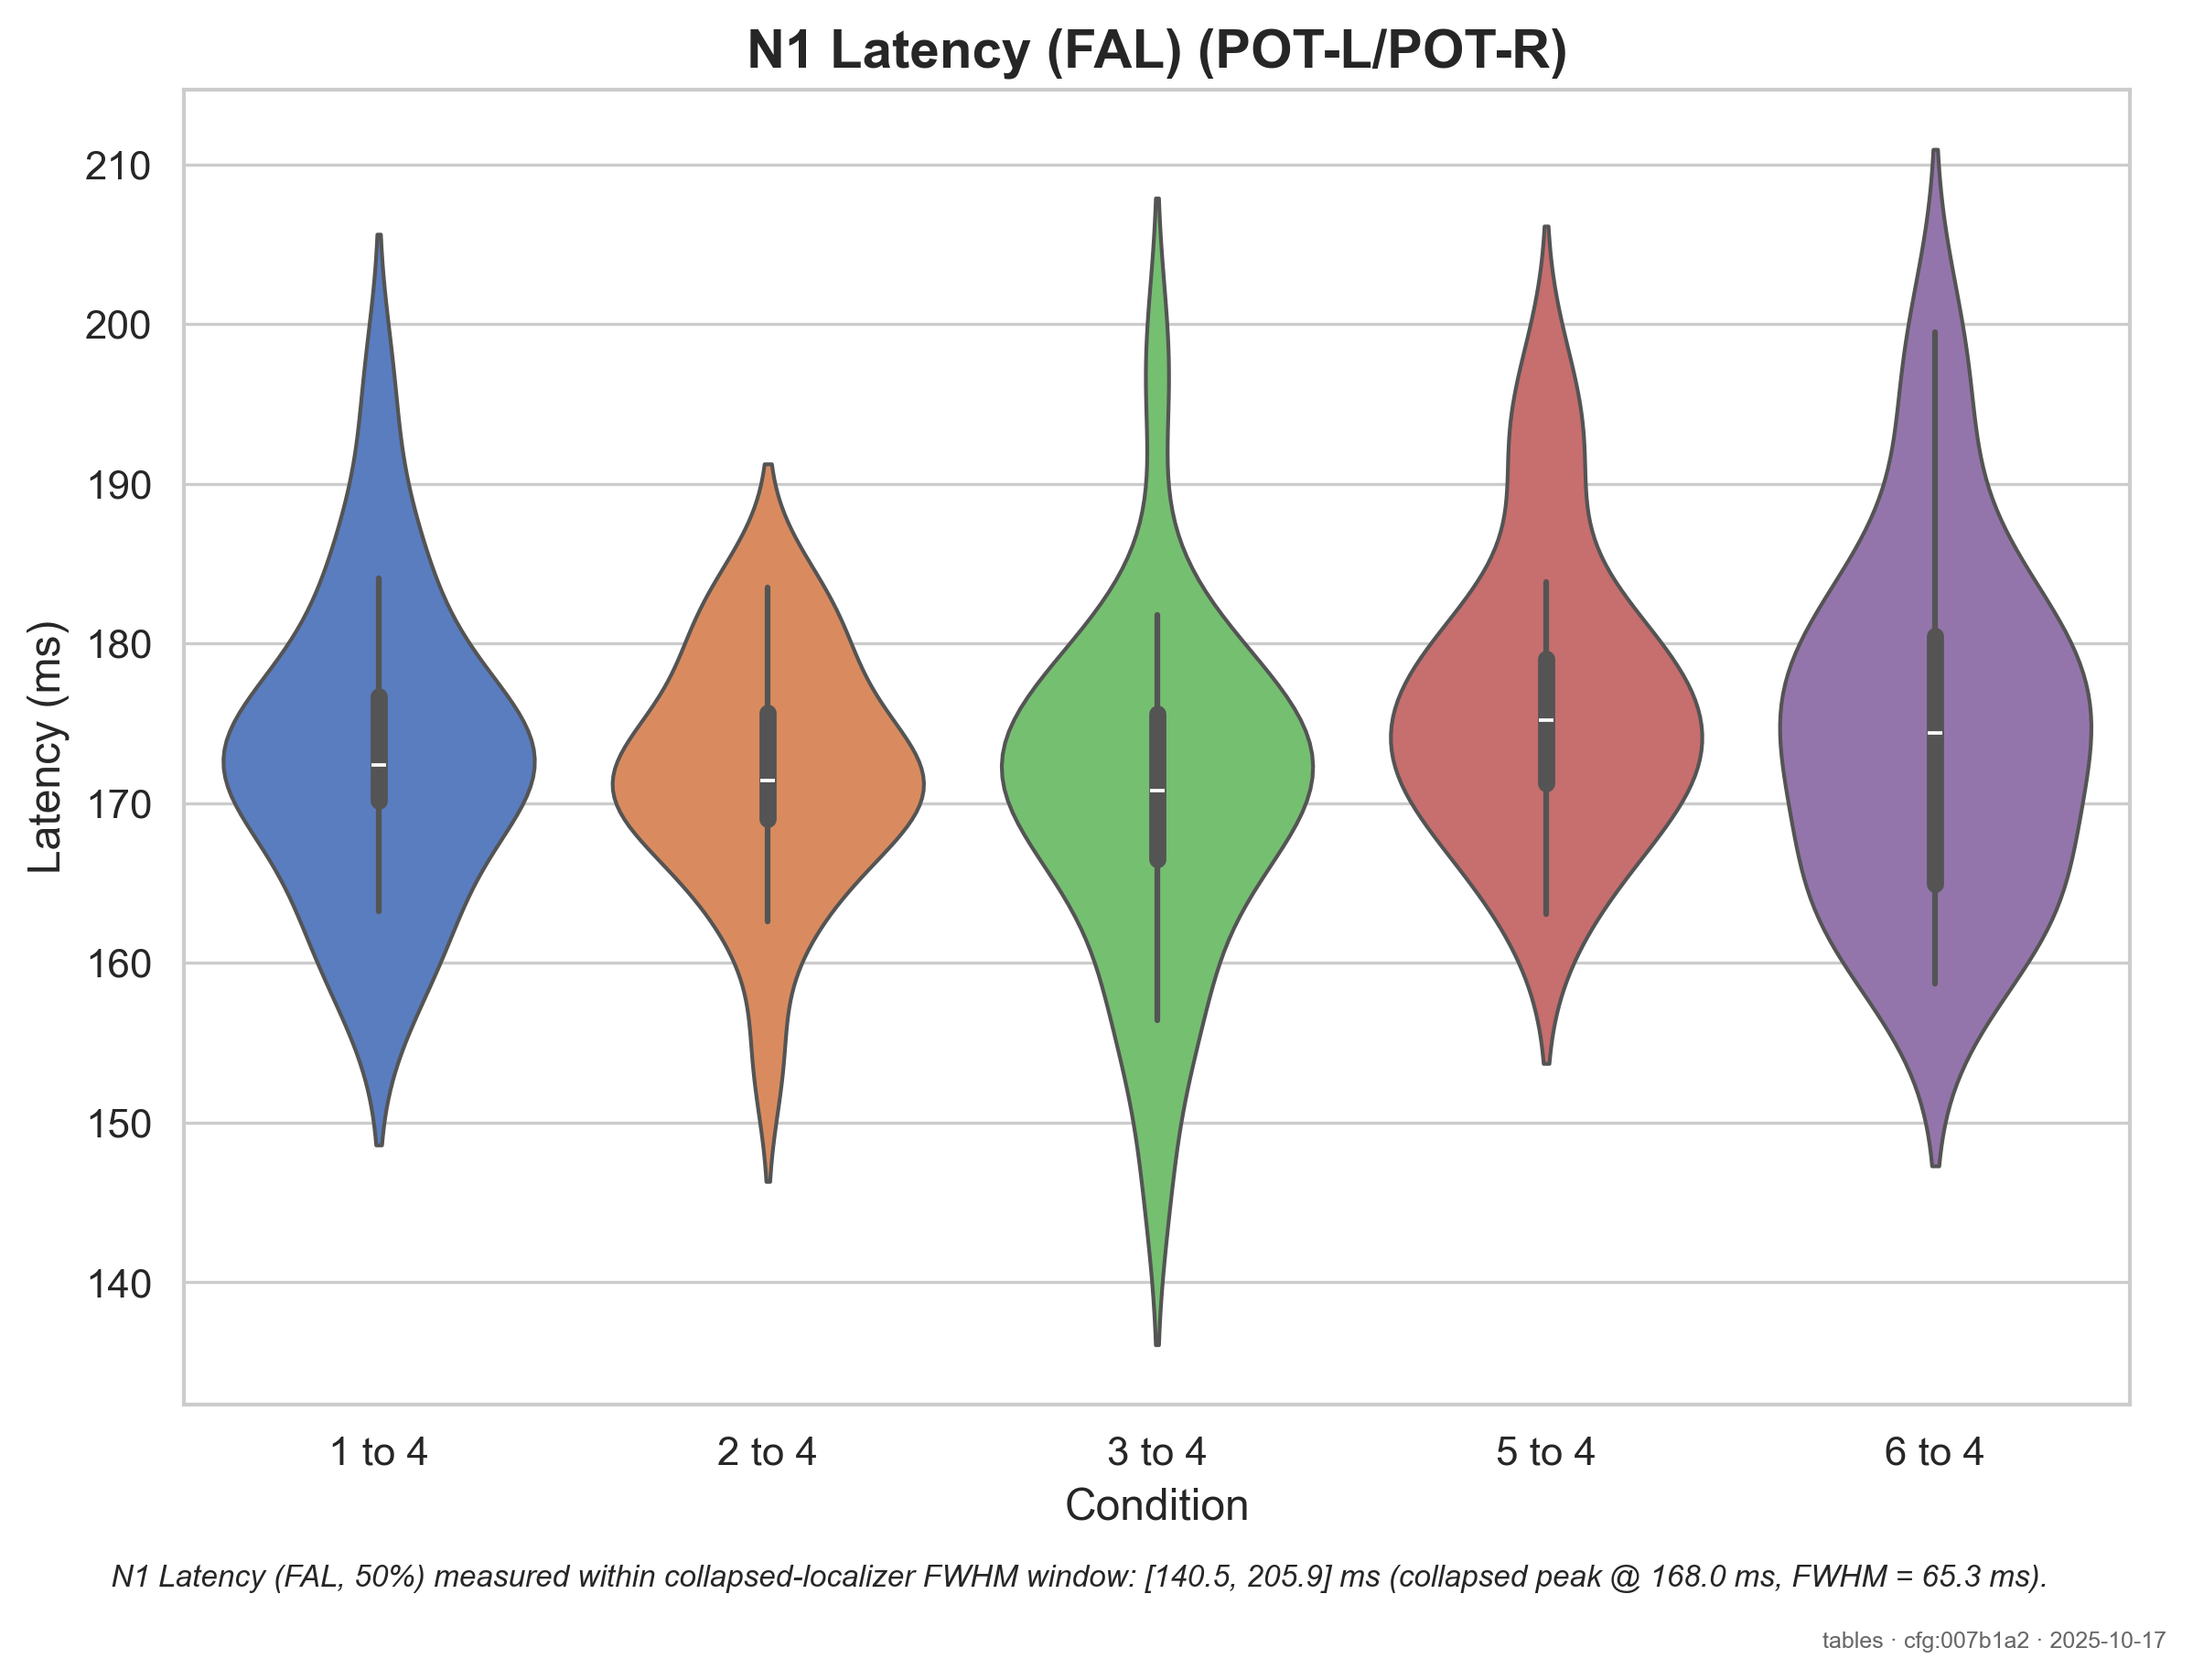 N1 Latency (FAL) (POT-L/POT-R)
Latency (ms)
210
200
190
180
170
160
150
140
1 to 4
2 to 4
3 to 4
5 to 4
6 to 4
Condition
N1 Latency (FAL, 50%) measured within collapsed-localizer FWHM window: [140.5, 205.9] ms (collapsed peak @ 168.0 ms, FWHM = 65.3 ms).
tables · cfg:007b1a2 · 2025-10-17